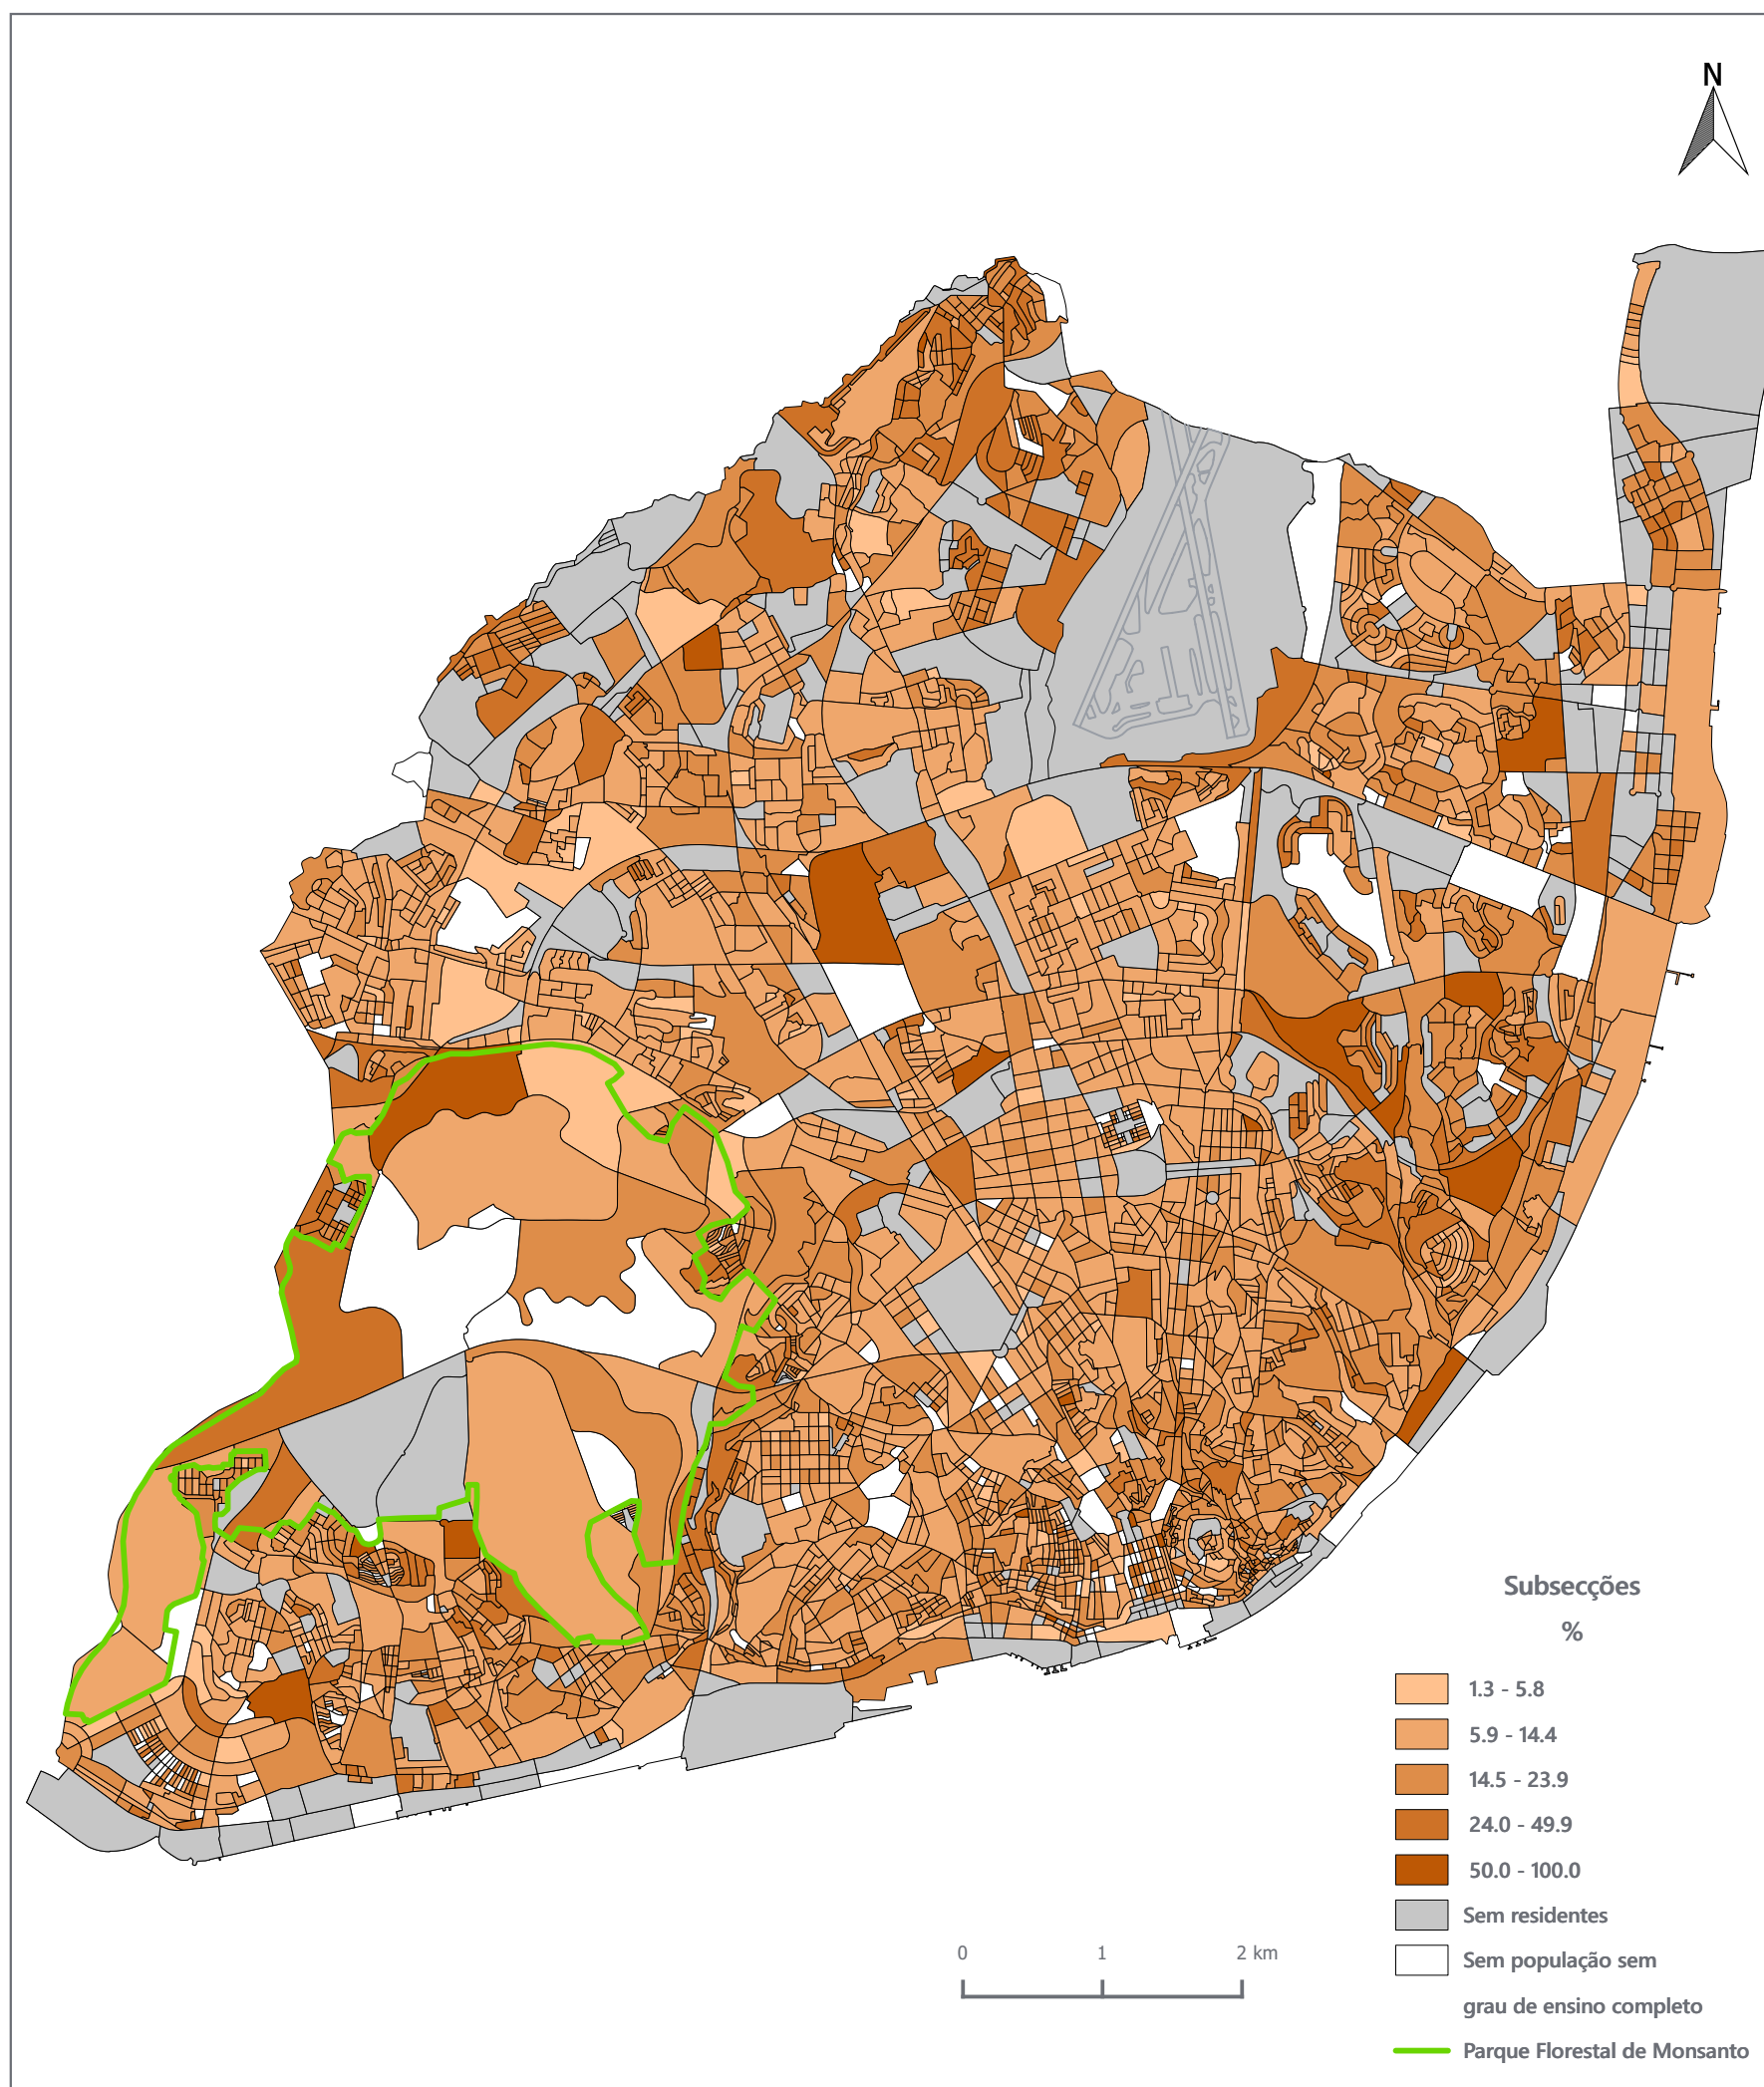 N
Subsecções
%
1.3 - 5.8
5.9 - 14.4
14.5 - 23.9
24.0 - 49.9
50.0 - 100.0
Sem residentes
0 1 2 km
Sem população sem
grau de ensino completo
Parque Florestal de Monsanto